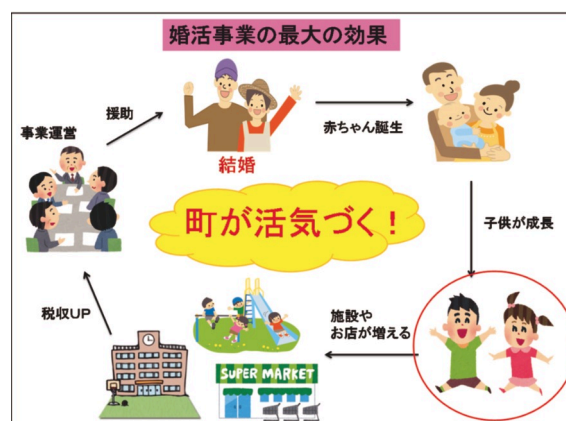 婚活事業の最大の効果
事業運営
援助
結婚
赤ちゃん誕生
町が活気づく！
子供が成長
施設や
お店が増える
SUPER MARKET
税収UP